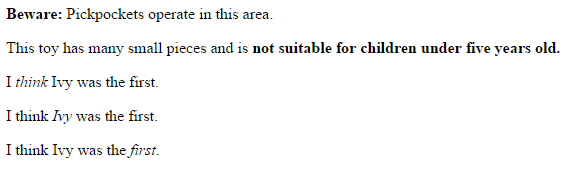 Beware: Pickpockets operate in this area.
This toy has many small pieces and is not suitable for children under five years old.
I think Ivy was the first.
I think Ivy was the first.
I think Ivy was the first.